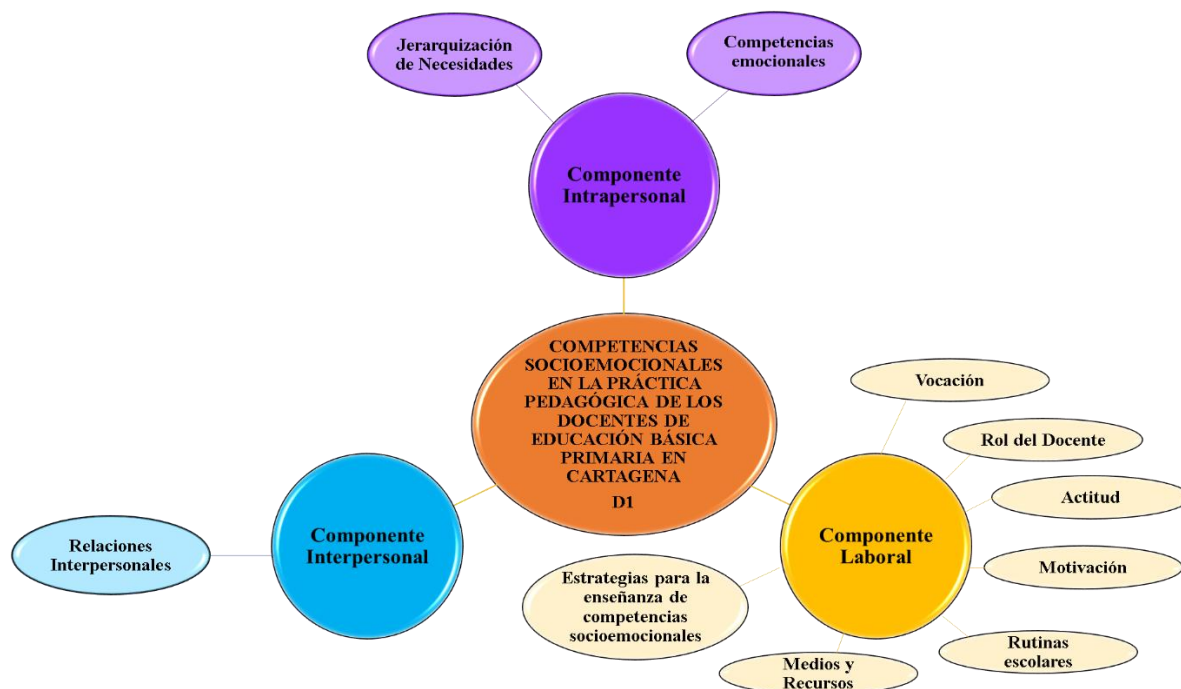 Jerarquización
de Necesidades
Competencias
emocionales
Componente
Intrapersonal
COMPETENCIAS
SOCIOEMOCIONALES
EN LA PRÁCTICA
PEDAGÓGICA DE LOS
DOCENTES DE
EDUCACIÓN BÁSICA
PRIMARIA EN
CARTAGENA
D1
Vocación
Rol del Docente
Actitud
Motivación
Rutinas
escolares
Medios y
Recursos
Estrategias para la
enseñanza de
competencias
socioemocionales
Componente
Laboral
Componente
Interpersonal
Relaciones
Interpersonales